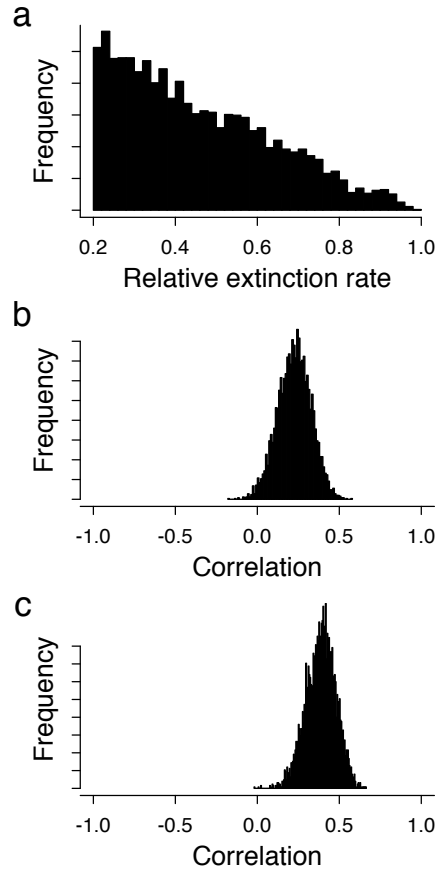 a
Frequency
0.2 0.4 0.6 0.8 1.0
Relative extinction rate
b
Frequency
-1.0 -0.5 0.0 0.5 1.0
Correlation
c
Frequency
-1.0 -0.5 0.0 0.5 1.0
Correlation